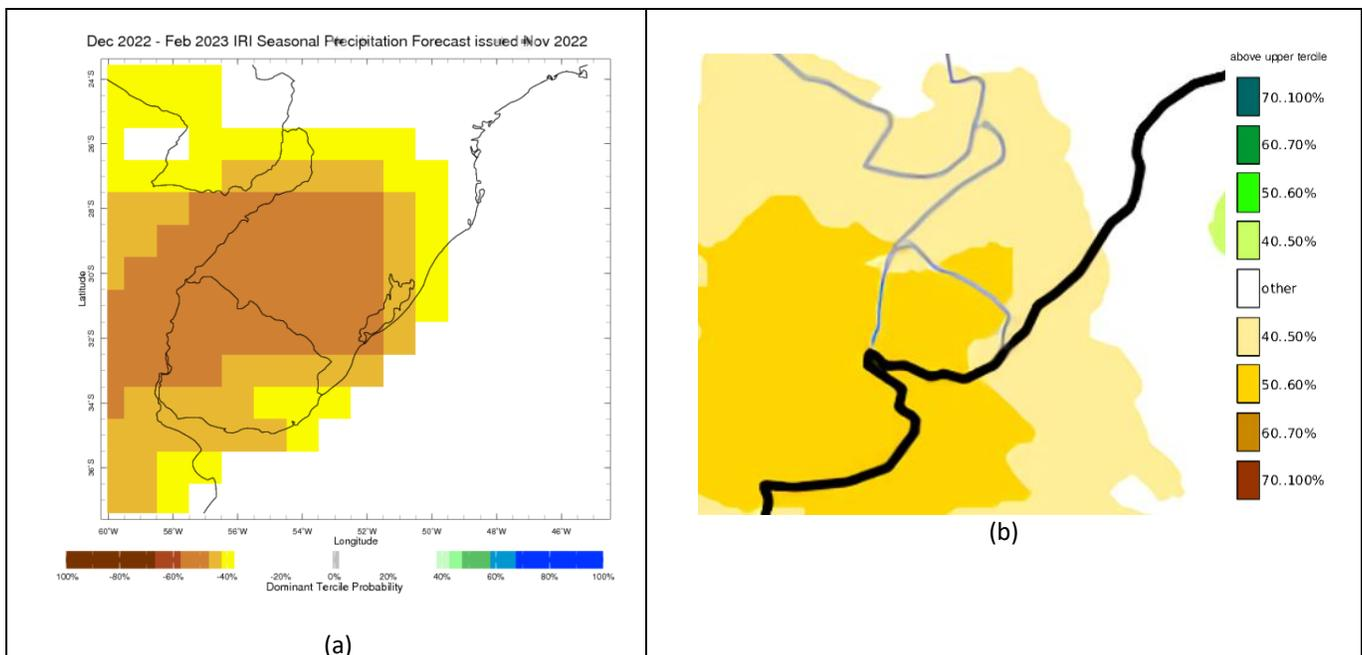 Dec 2022 - Feb 2023 IRI Seasonal Precipitation Forecast issued Nov 2022
24°S
26°S
28°S
30°S
32°S
34°S
36°S
Latitude
60°W 58°W 56°W 54°W 52°W 50°W 48°W 46°W
Longitude
100% -80% -60% -40% -20% 0% 20% 40% 60% 80% 100%
Dominant Tercile Probability
(a)
above upper tercile
70..100%
60..70%
50..60%
40..50%
other
40..50%
50..60%
60..70%
70..100%
(b)